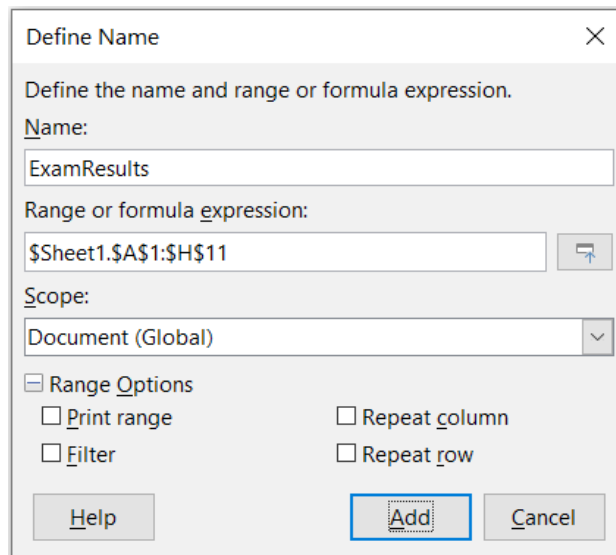 Define Name
Define the name and range or formula expression.
Name:
ExamResults
Range or formula expression:
$Sheet1.$A$1:$H$11
Scope:
Document (Global)
Range Options
Print range Repeat column
Filter Repeat row
Help Add Cancel